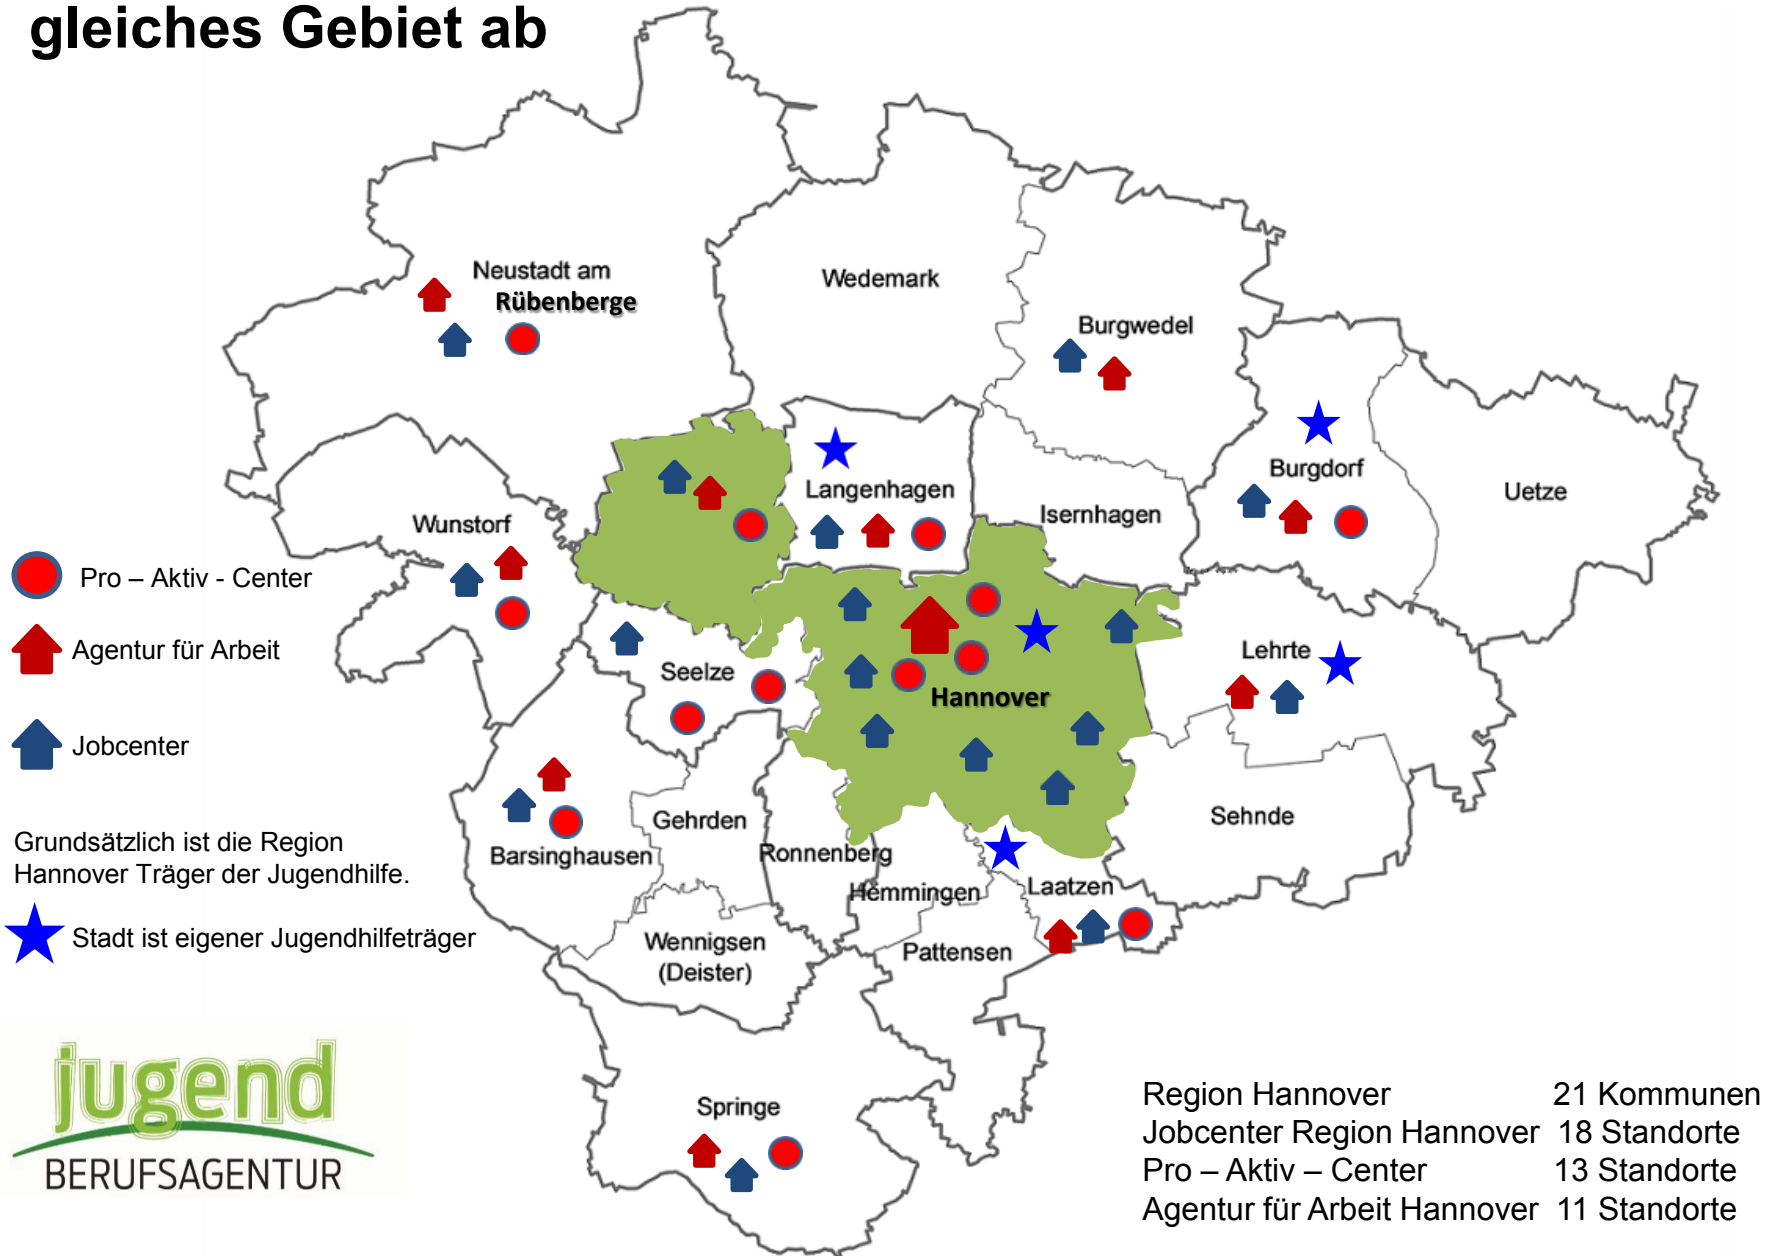 gleiches Gebiet ab
Neustadt am
Rübenberge
Wedemark
Burgwedel
Burgdorf
Uetze
Langenhagen
Isernhagen
Wunstorf
Pro – Aktiv - Center
Agentur für Arbeit
Seelze
Hannover
Lehrte
Jobcenter
Gehrden
Sehnde
Grundsätzlich ist die Region
Hannover Träger der Jugendhilfe.
Barsinghausen
Ronnenberg
Hemmingen
Laatzen
Stadt ist eigener Jugendhilfeträger
Wennigsen
(Deister)
Pattensen
jugend
BERUFSAGENTUR
Springe
Region Hannover 21 Kommunen
Jobcenter Region Hannover 18 Standorte
Pro – Aktiv – Center 13 Standorte
Agentur für Arbeit Hannover 11 Standorte